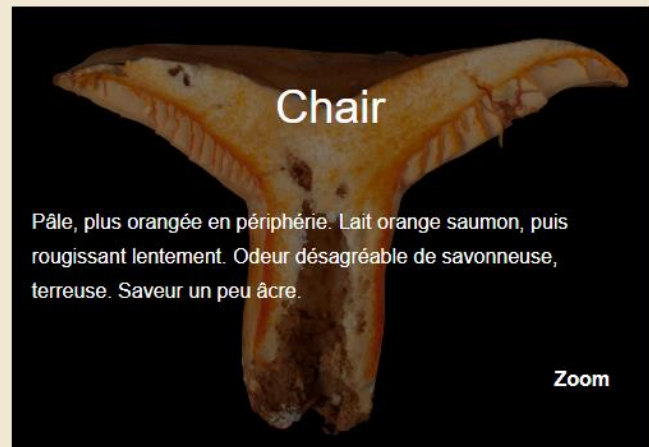 Chair
Pâle, plus orangée en périphérie. Lait orange saumon, puis
rougissant lentement. Odeur désagréable de savonneuse,
terreuse. Saveur un peu âcre.
Zoom